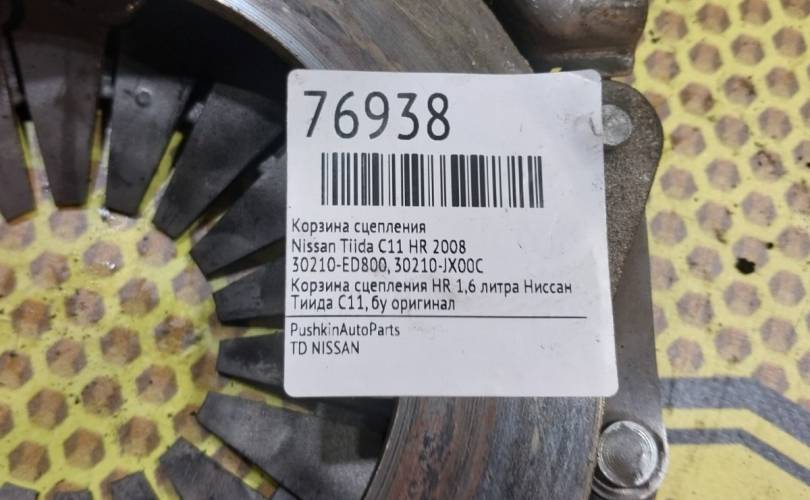 76938
Корзина сцепления
Nissan Tiida C11 HR 2008
30210-ED800, 30210-JX00C
Корзина сцепления HR 1,6 литра Ниссан
Тиида С11, бу оригинал
PushkinAutoParts
TD NISSAN